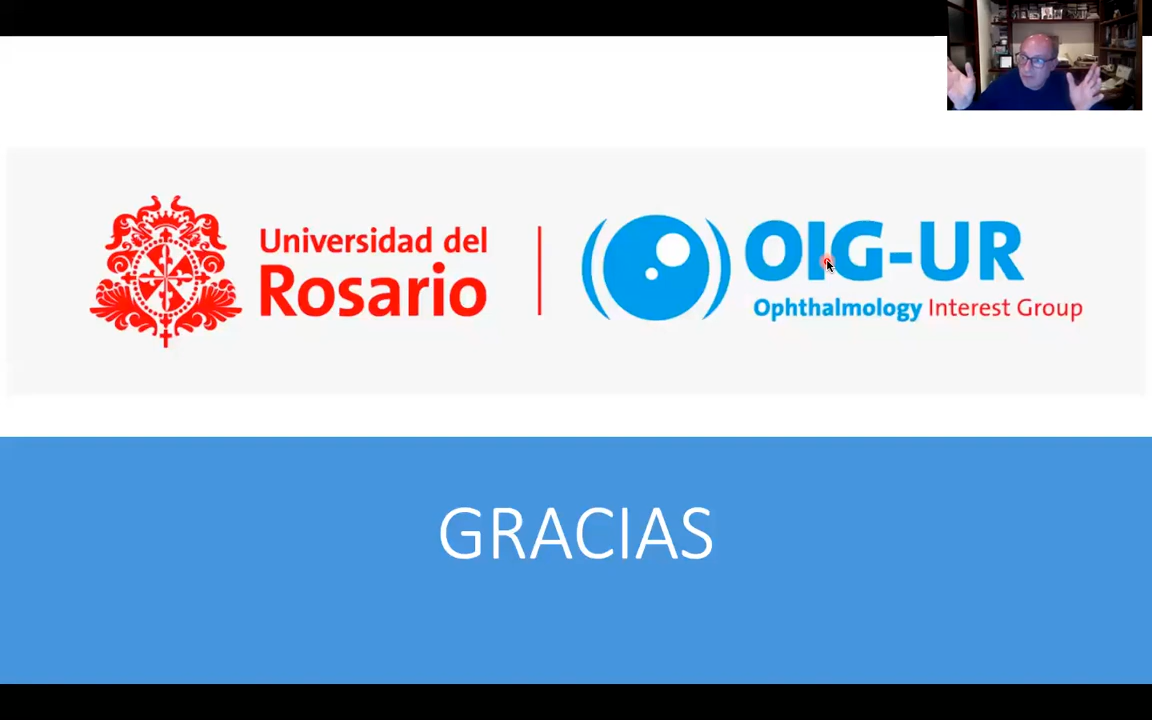 Universidad del
Rosario
OIG-UR
Ophthalmology Interest Group
GRACIAS